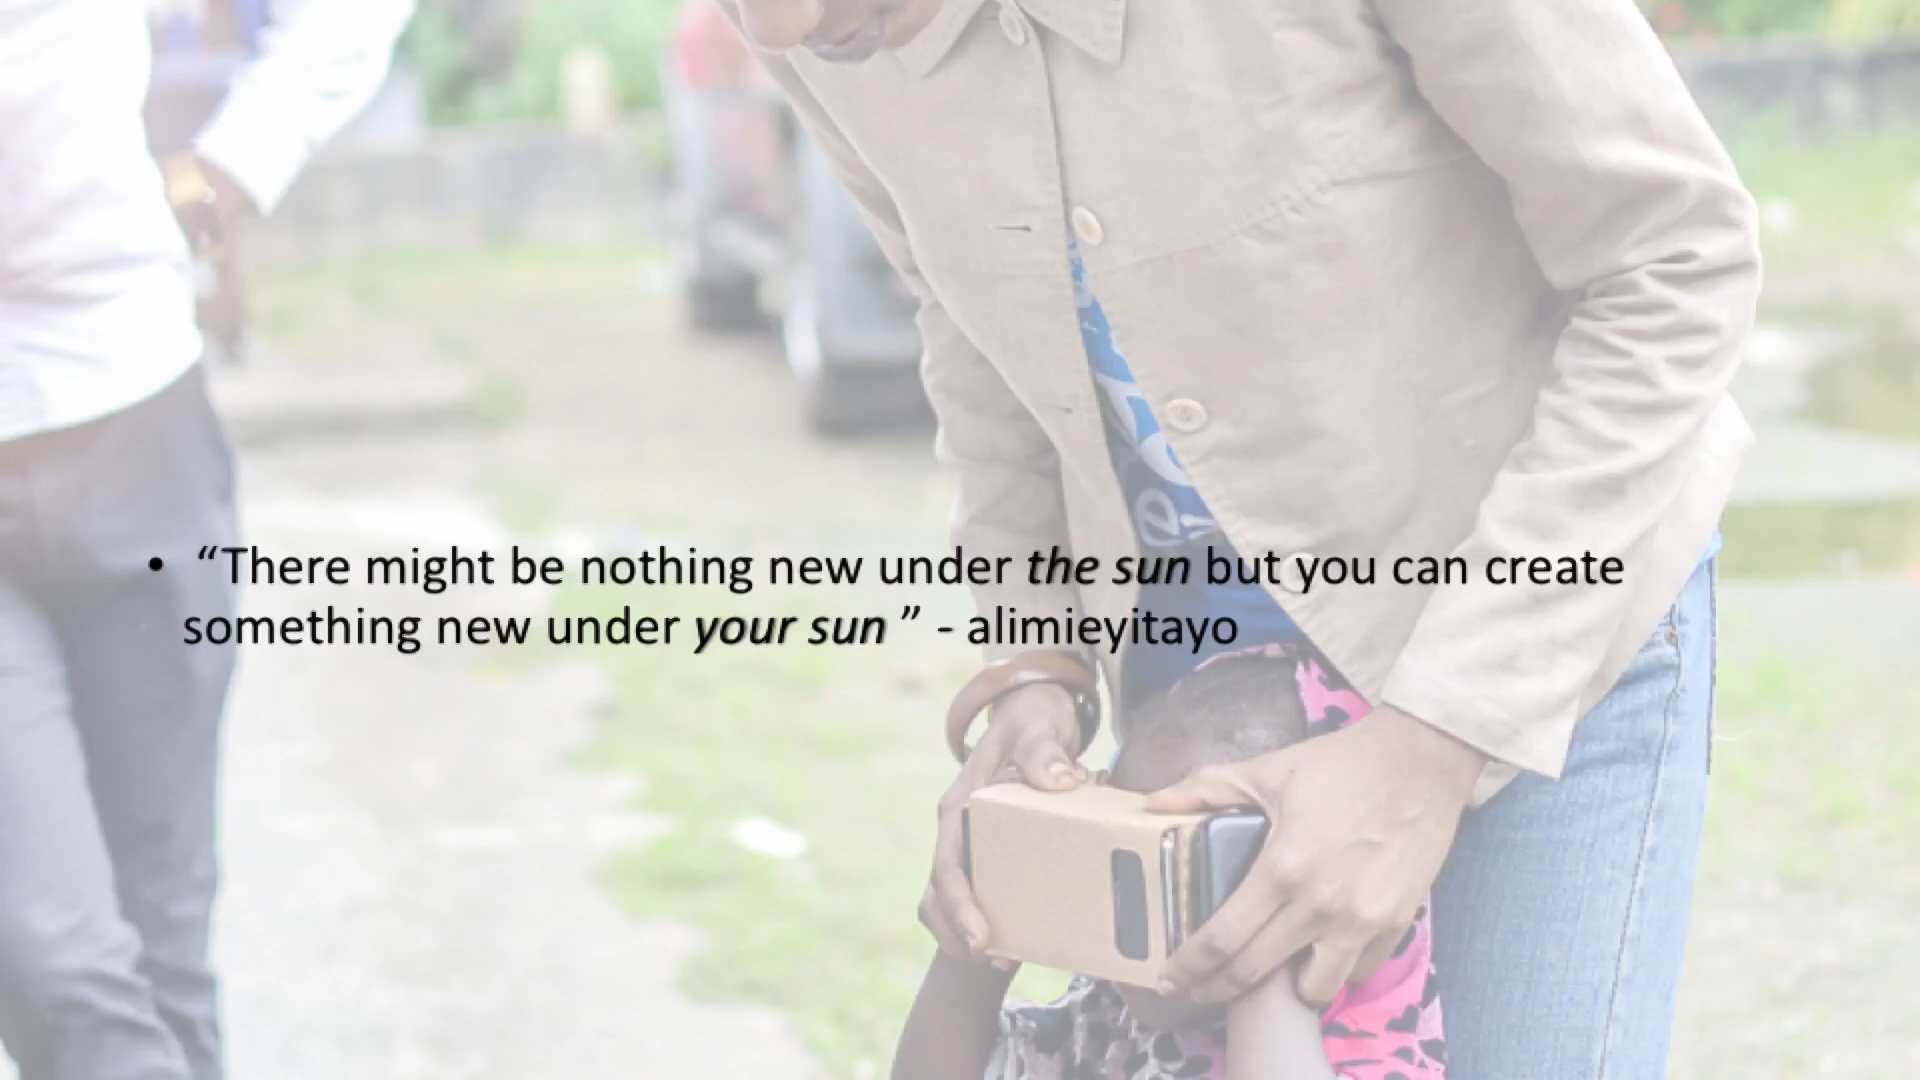 • “There might be nothing new under the sun but you can create
something new under your sun ” - alimieyitayo